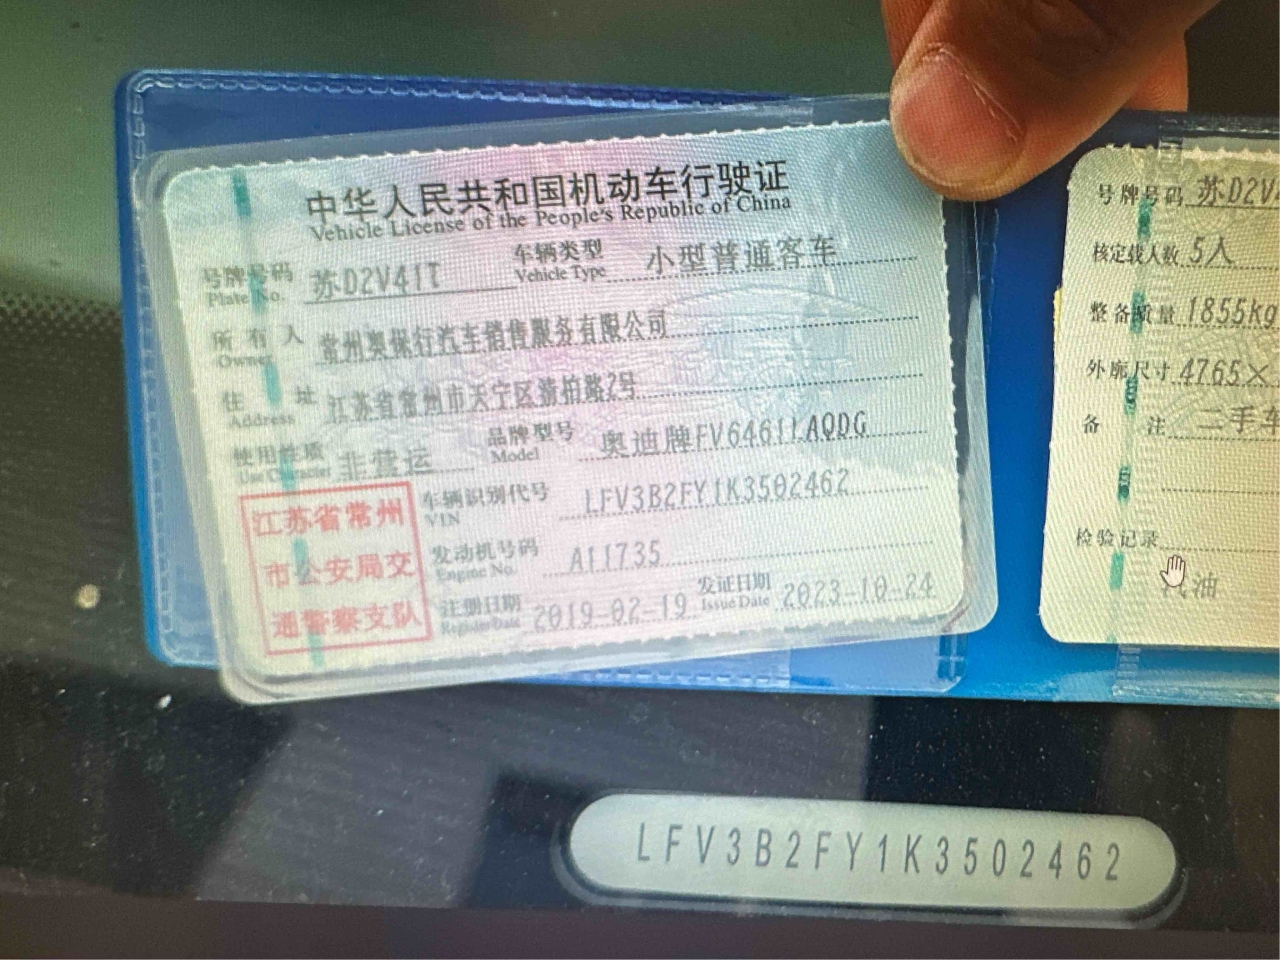 中华人民共和国机动车行驶证
Vehicle License of the People's Republic of China
号牌号码 苏D2V41T 车辆类型 小型普通客车
Plate No. Vehicle Type
所有人 常州奥保行汽车销售服务有限公司
Owner
住址 江苏省常州市天宁区 路2号
Address
使用性质 非营运 品牌型号 奥迪牌FV6461LAQDG
Use Character Model
车辆识别代号 LFV3B2FY1K3502462
VIN
发动机号码 A11735
Engine No.
注册日期 2019-02-19 发证日期 2023-10-24
Register Date Issue Date
江苏省常州
市公安局交
通警察支队
号牌号码 苏D2V
核定载人数 5人
整备质量 1855kg
外廓尺寸 4765×
备注 二手车
检验记录
汽油
LFV3B2FY1K3502462